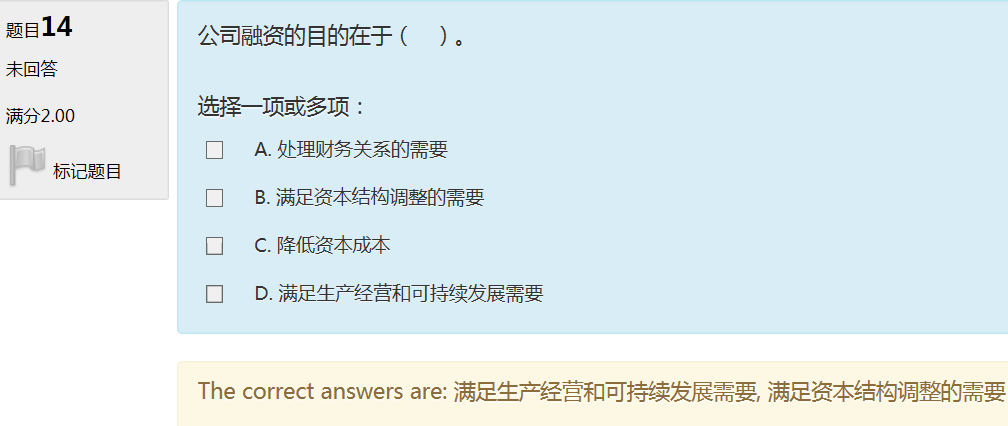 题目14
未回答
满分2.00
标记题目
公司融资的目的在于（　）。
选择一项或多项：
A. 处理财务关系的需要
B. 满足资本结构调整的需要
C. 降低资本成本
D. 满足生产经营和可持续发展需要
The correct answers are: 满足生产经营和可持续发展需要, 满足资本结构调整的需要